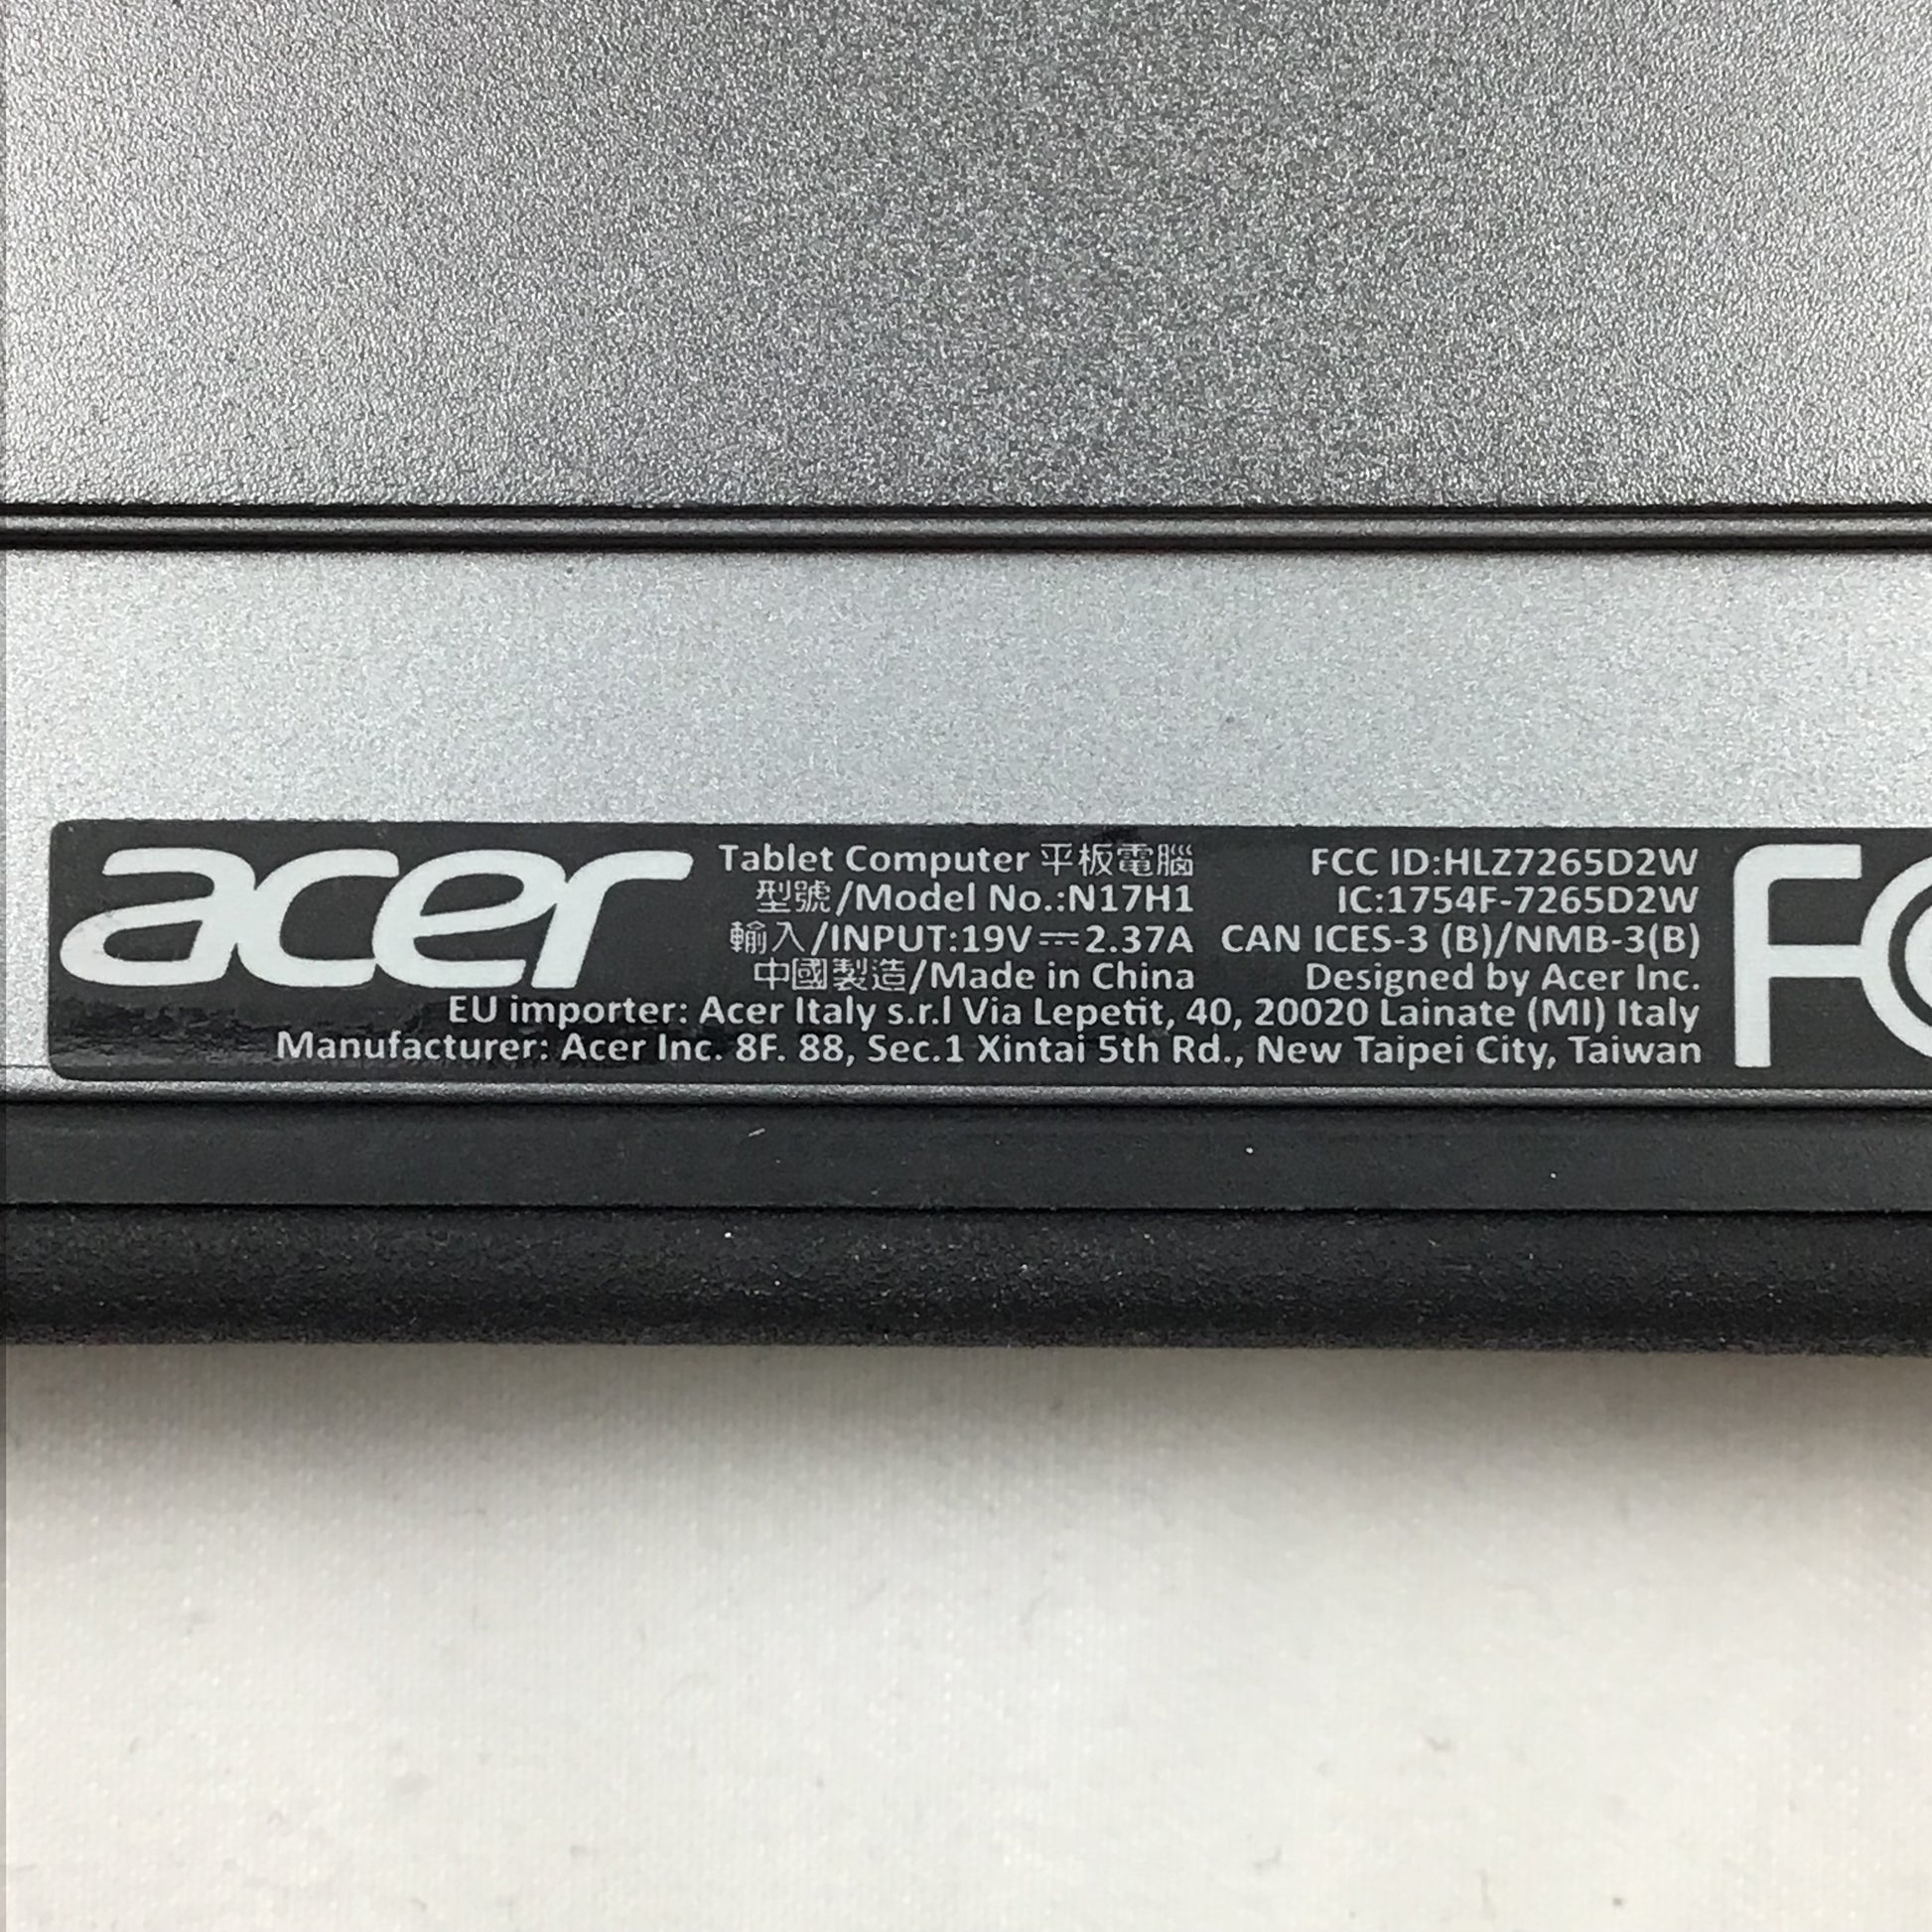 acer
Tablet Computer 平板電腦
型號/Model No.:N17H1
輸入/INPUT:19V⎓2.37A
中國製造/Made in China
FCC ID:HLZ7265D2W
IC:1754F-7265D2W
CAN ICES-3 (B)/NMB-3(B)
Designed by Acer Inc.
EU importer: Acer Italy s.r.l Via Lepetit, 40, 20020 Lainate (MI) Italy
Manufacturer: Acer Inc. 8F. 88, Sec.1 Xintai 5th Rd., New Taipei City, Taiwan